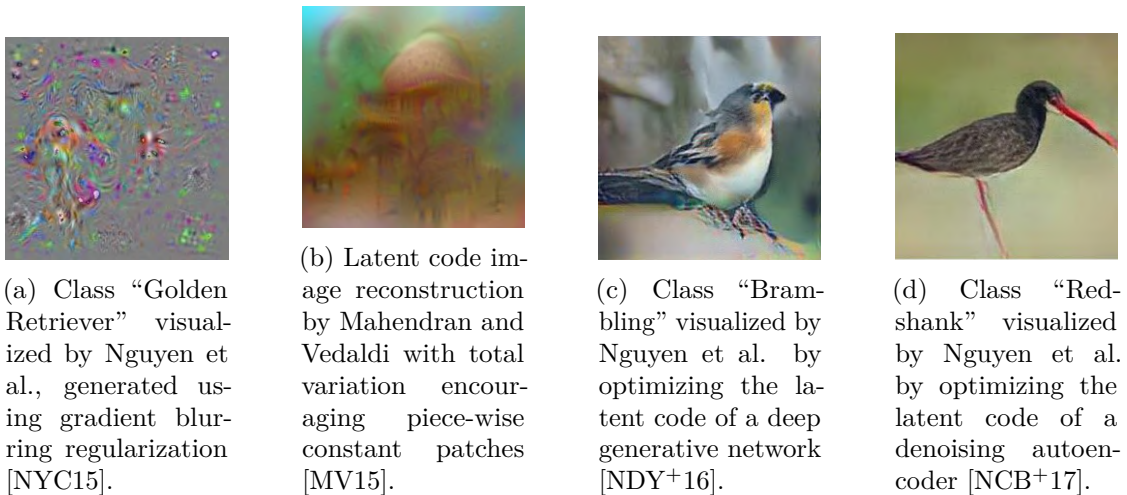 (a) Class “Golden
Retriever” visual-
ized by Nguyen et
al., generated us-
ing gradient blur-
ring regularization
[NYC15].
(b) Latent code im-
age reconstruction
by Mahendran and
Vedaldi with total
variation encour-
aging piece-wise
constant patches
[MV15].
(c) Class “Bram-
bling” visualized by
Nguyen et al. by
optimizing the la-
tent code of a deep
generative network
[NDY+16].
(d) Class “Red-
shank” visualized
by Nguyen et al.
by optimizing the
latent code of a
denoising autoen-
coder [NCB+17].